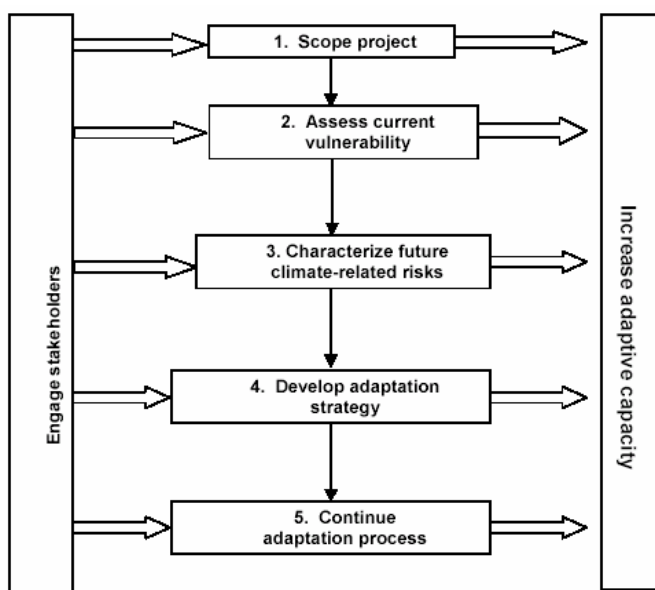 Engage stakeholders
1. Scope project
2. Assess current
vulnerability
3. Characterize future
climate-related risks
4. Develop adaptation
strategy
5. Continue
adaptation process
Increase adaptive capacity